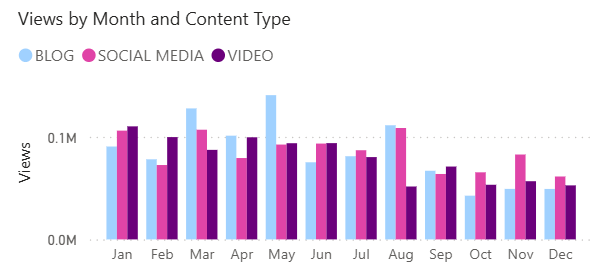 Views by Month and Content Type
BLOG SOCIAL MEDIA VIDEO
Views
0.1M
0.0M
Jan Feb Mar Apr May Jun Jul Aug Sep Oct Nov Dec